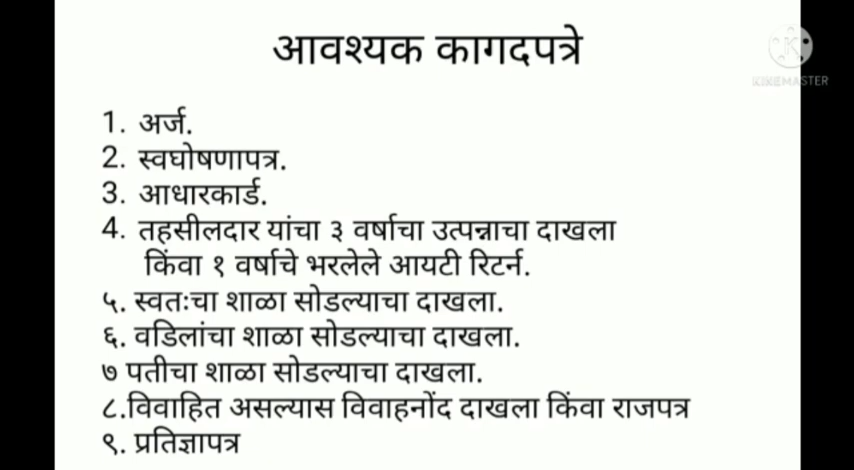 आवश्यक कागदपत्रे
KINEMASTER
1. अर्ज.
2. स्वघोषणापत्र.
3. आधारकार्ड.
4. तहसीलदार यांचा ३ वर्षाचा उत्पन्नाचा दाखला
किंवा १ वर्षाचे भरलेले आयटी रिटर्न.
५. स्वतःचा शाळा सोडल्याचा दाखला.
६. वडिलांचा शाळा सोडल्याचा दाखला.
७ पतीचा शाळा सोडल्याचा दाखला.
८.विवाहित असल्यास विवाहनोंद दाखला किंवा राजपत्र
९. प्रतिज्ञापत्र